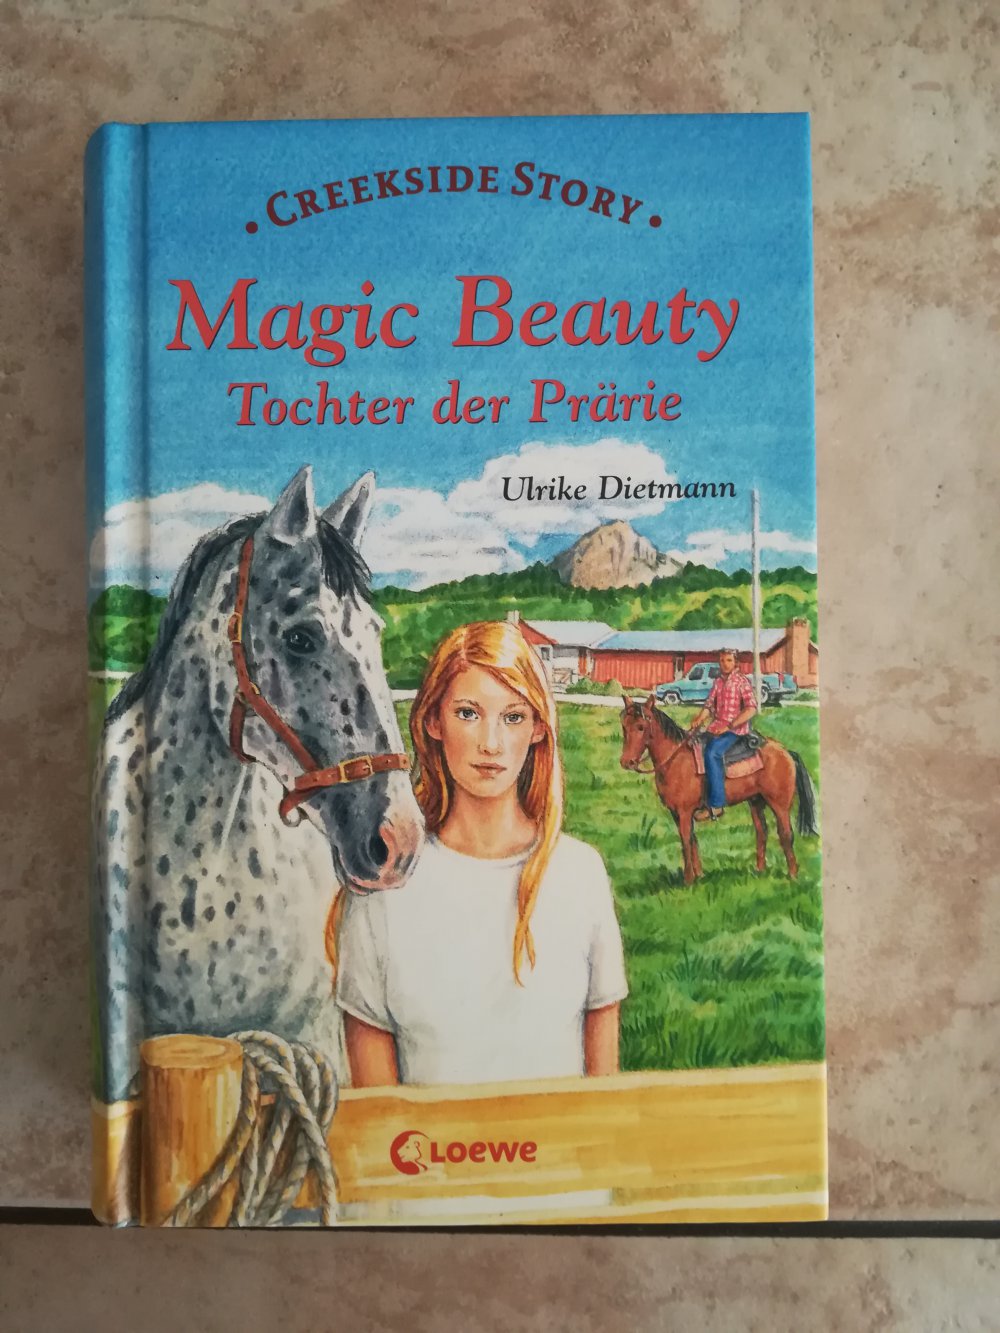 • Creekside Story •
Magic Beauty
Tochter der Prärie
Ulrike Dietmann
Loewe